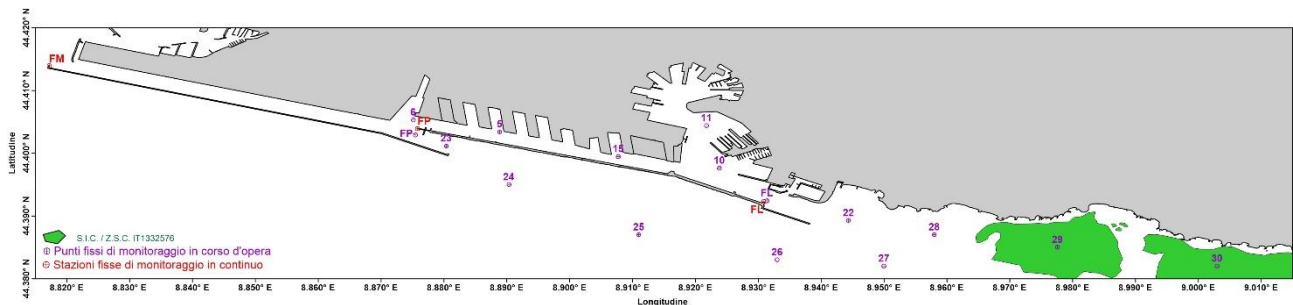 44.420° N
44.410° N
44.400° N
44.390° N
44.380° N
Latitudine
FM
6
FP
FP
23
5
15
11
10
24
FL
FL
22
25
28
26
27
29
30
S.I.C. / Z.S.C. IT1332576
Punti fissi di monitoraggio in corso d'opera
Stazioni fisse di monitoraggio in continuo
8.820° E 8.830° E 8.840° E 8.850° E 8.860° E 8.870° E 8.880° E 8.890° E 8.900° E 8.910° E 8.920° E 8.930° E 8.940° E 8.950° E 8.960° E 8.970° E 8.980° E 8.990° E 9.000° E 9.010° E
Longitudine